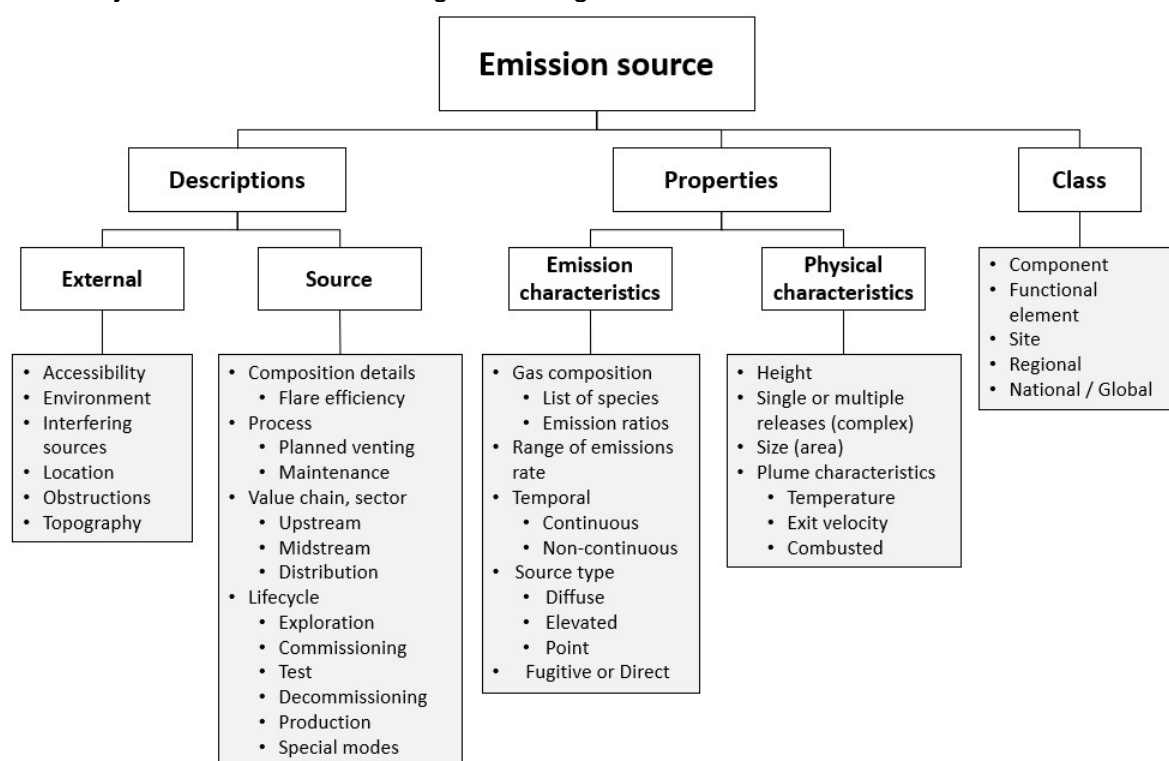 Emission source
Descriptions
Properties
Class
External
Source
Emission
characteristics
Physical
characteristics
• Accessibility
• Environment
• Interfering
sources
• Location
• Obstructions
• Topography
• Composition details
• Flare efficiency
• Process
• Planned venting
• Maintenance
• Value chain, sector
• Upstream
• Midstream
• Distribution
• Lifecycle
• Exploration
• Commissioning
• Test
• Decommissioning
• Production
• Special modes
• Gas composition
• List of species
• Emission ratios
• Range of emissions
rate
• Temporal
• Continuous
• Non-continuous
• Source type
• Diffuse
• Elevated
• Point
• Fugitive or Direct
• Height
• Single or multiple
releases (complex)
• Size (area)
• Plume characteristics
• Temperature
• Exit velocity
• Combusted
• Component
• Functional
element
• Site
• Regional
• National / Global